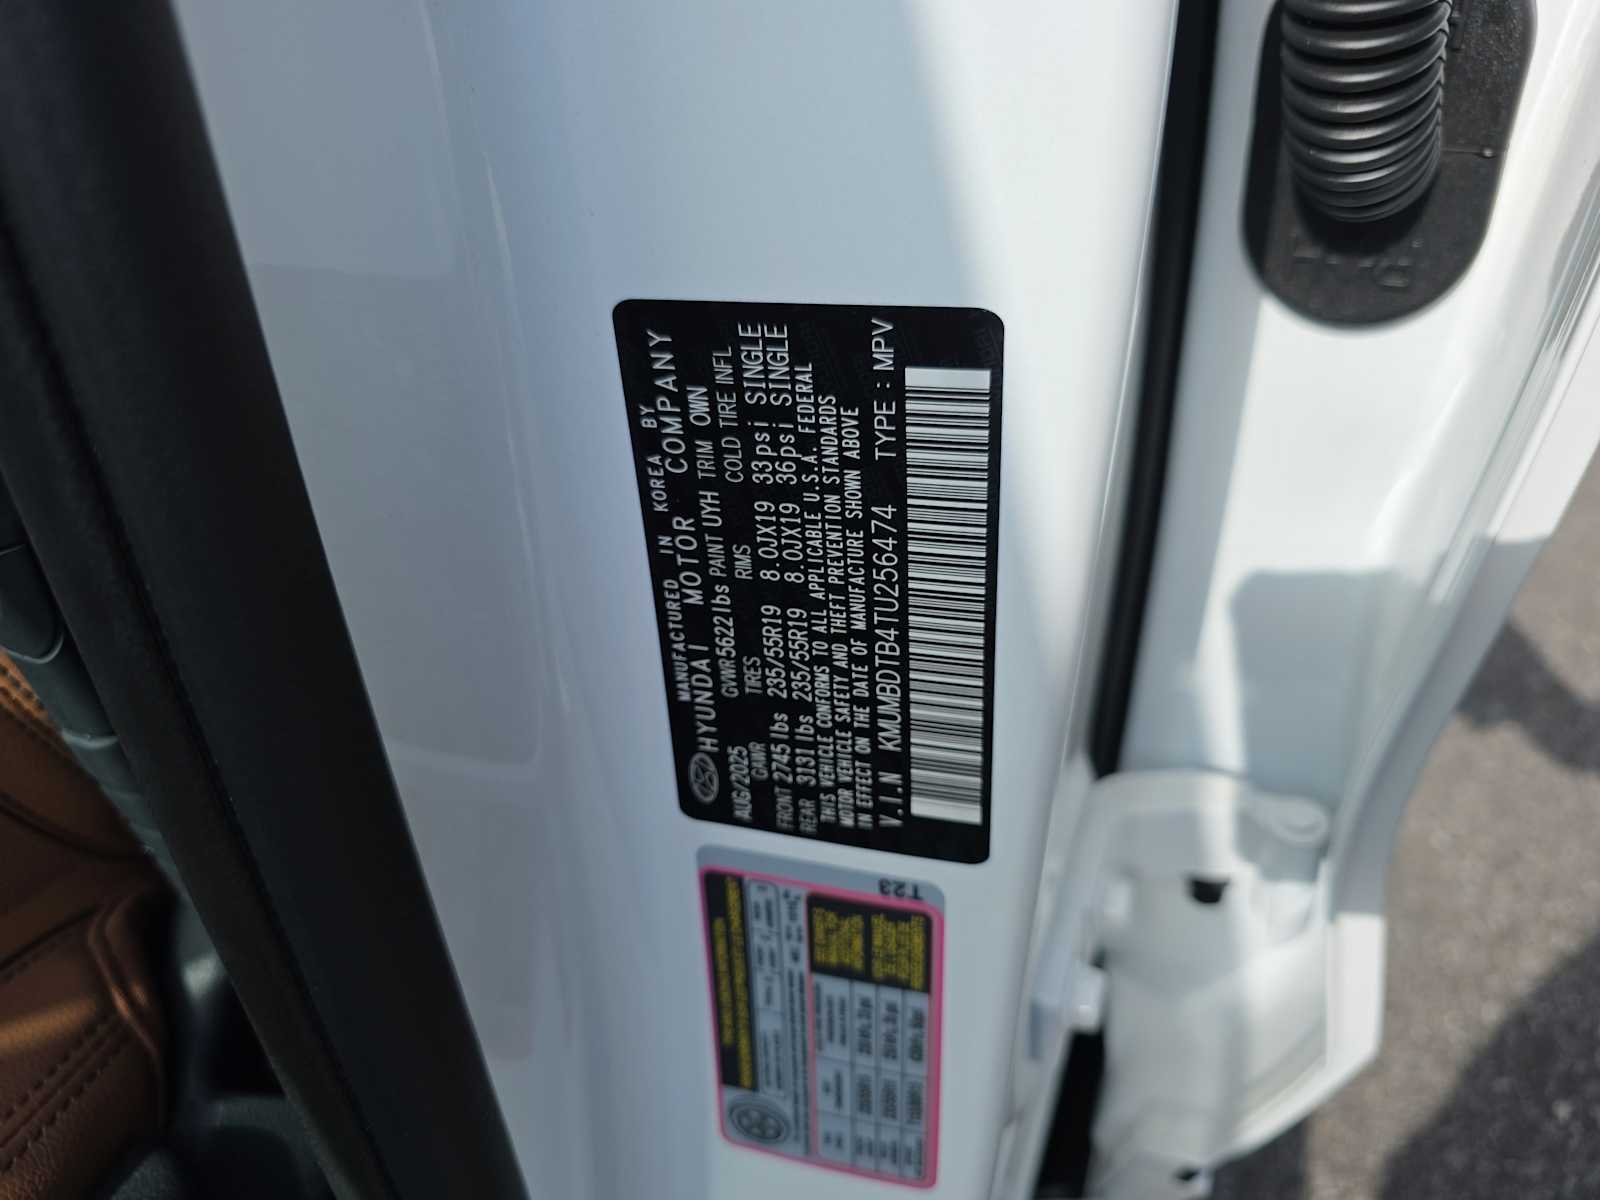 MANUFACTURED IN KOREA BY
HYUNDAI MOTOR COMPANY
AUG/2025 GVWR5622lbs PAINT UYH TRIM OWN
GAWR TRES RIMS COLD TIRE INFL
FRONT 2745lbs 235/55R19 8.0JX19 33psi SINGLE
REAR 3131lbs 235/55R19 8.0JX19 36psi SINGLE
THIS VEHICLE CONFORMS TO ALL APPLICABLE U.S.A. FEDERAL
MOTOR VEHICLE SAFETY AND THEFT PREVENTION STANDARDS
IN EFFECT ON THE DATE OF MANUFACTURE SHOWN ABOVE
V.I.N KMUMBDTB4TU256474 TYPE : MPV
T23